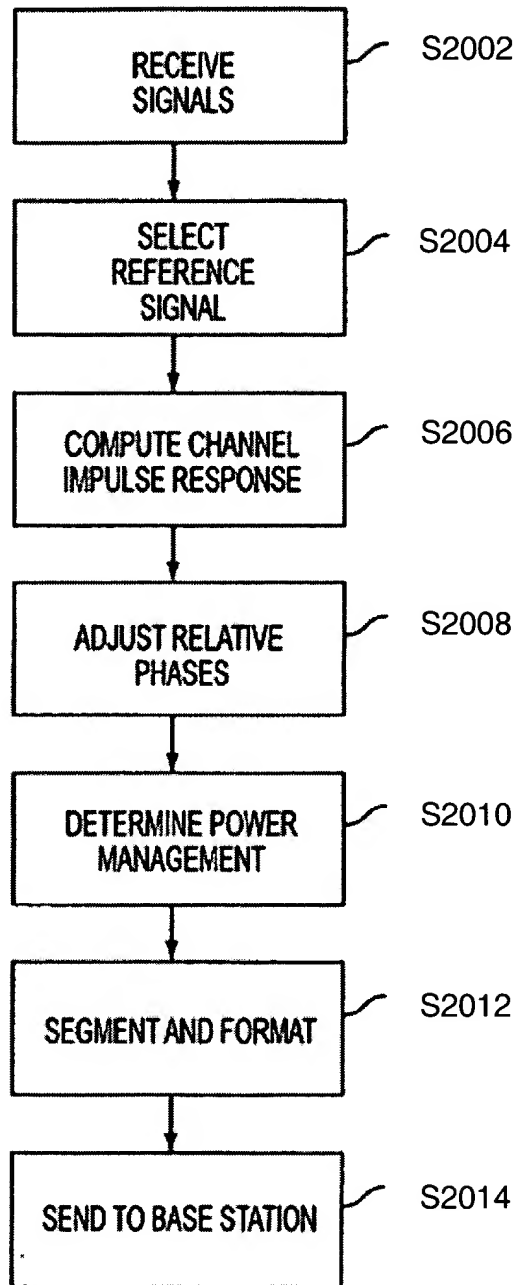 RECEIVE
SIGNALS
S2002
SELECT
REFERENCE
SIGNAL
S2004
COMPUTE CHANNEL
IMPULSE RESPONSE
S2006
ADJUST RELATIVE
PHASES
S2008
DETERMINE POWER
MANAGEMENT
S2010
SEGMENT AND FORMAT
S2012
SEND TO BASE STATION
S2014